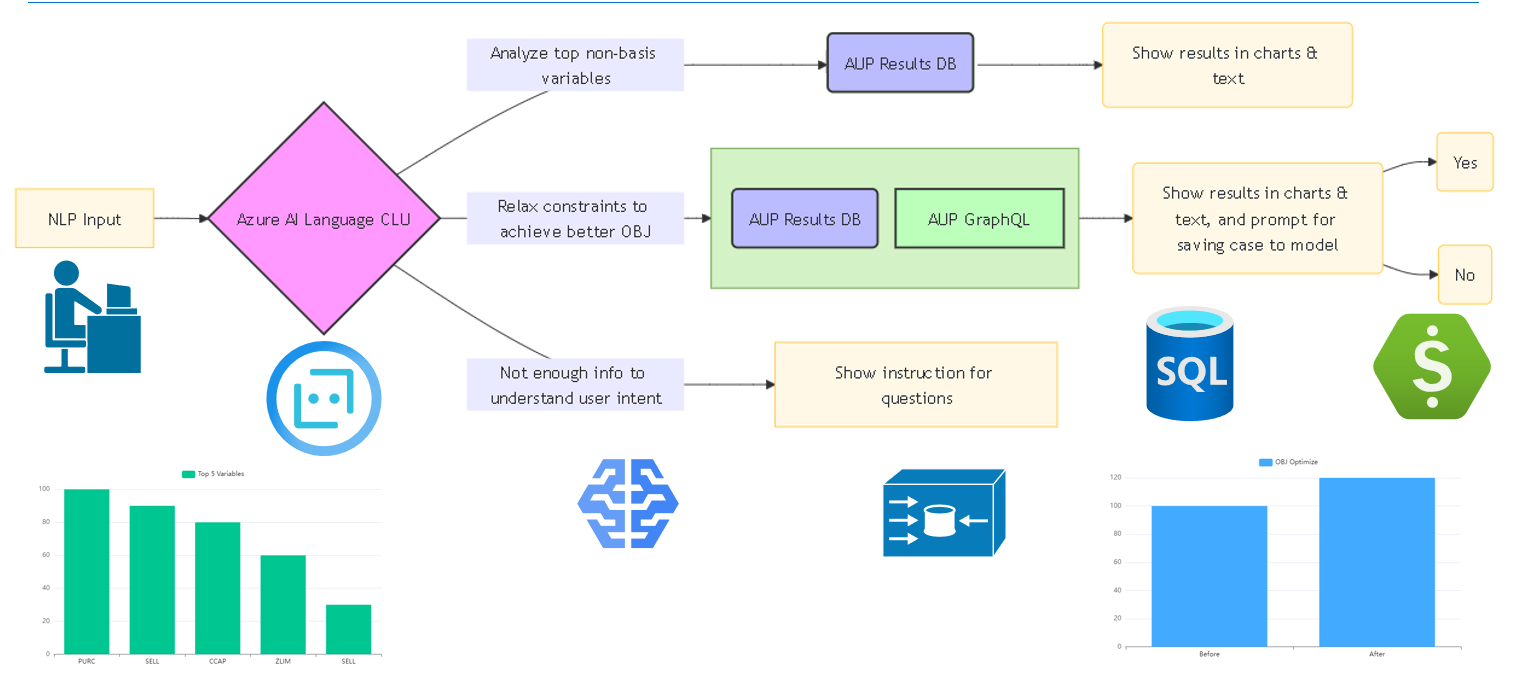 Analyze top non-basis
variables
AUP Results DB
Show results in charts &
text
NLP Input
Azure AI Language CLU
Relax constraints to
achieve better OBJ
AUP Results DB
AUP GraphQL
Show results in charts &
text, and prompt for
saving case to model
Yes
No
Not enough info to
understand user intent
Show instruction for
questions
SQL
$
Top 5 Variables
100
80
60
40
20
0
PURC
SELL
CCAP
ZLIM
SELL
OBJ Optimize
120
100
80
60
40
20
0
Before
After